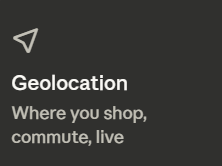 Geolocation
Where you shop,
commute, live